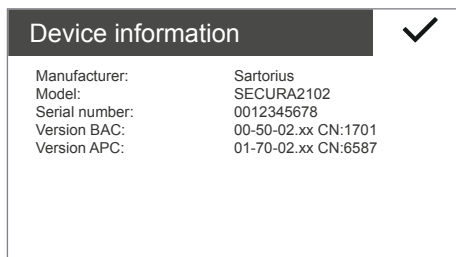 Device information
Manufacturer: Sartorius
Model: SECURA2102
Serial number: 0012345678
Version BAC: 00-50-02.xx CN:1701
Version APC: 01-70-02.xx CN:6587